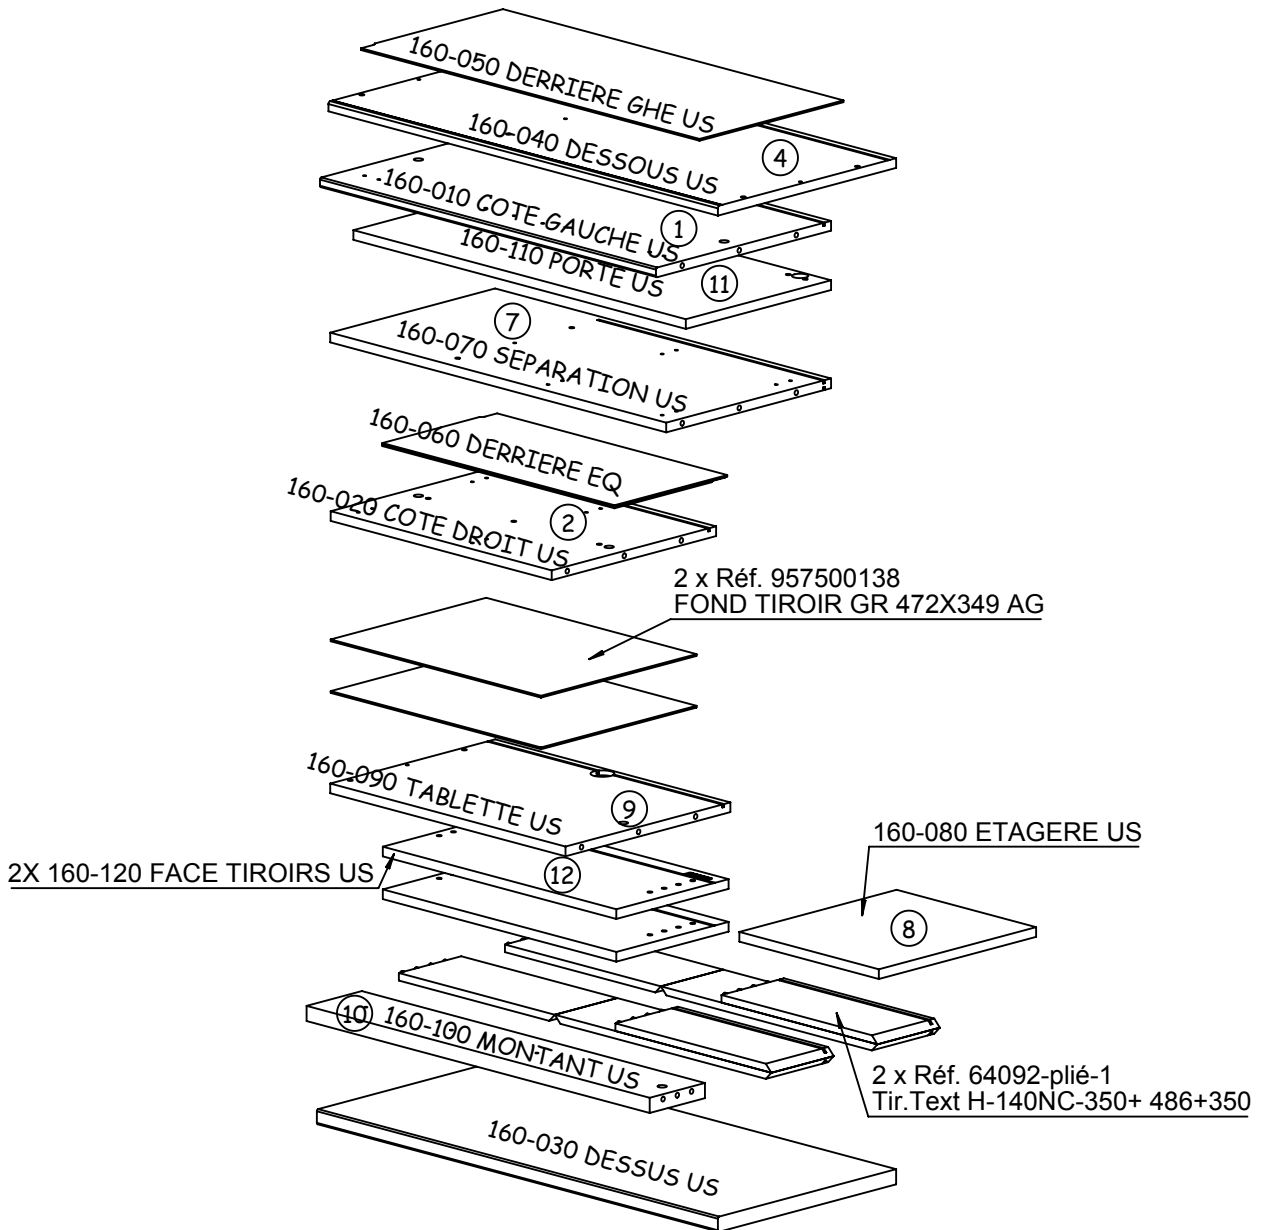 160-050 DERRIERE GHE US
160-040 DESSOUS US
4
160-010 COTE GAUCHE US
1
160-110 PORTE US
11
7
160-070 SEPARATION US
160-060 DERRIERE EQ
160-020 COTE DROIT US
2
2 x Réf. 957500138
FOND TIROIR GR 472X349 AG
160-090 TABLETTE US
9
160-080 ETAGERE US
2X 160-120 FACE TIROIRS US
12
8
10
160-100 MONTANT US
2 x Réf. 64092-plié-1
Tir.Text H-140NC-350+ 486+350
160-030 DESSUS US